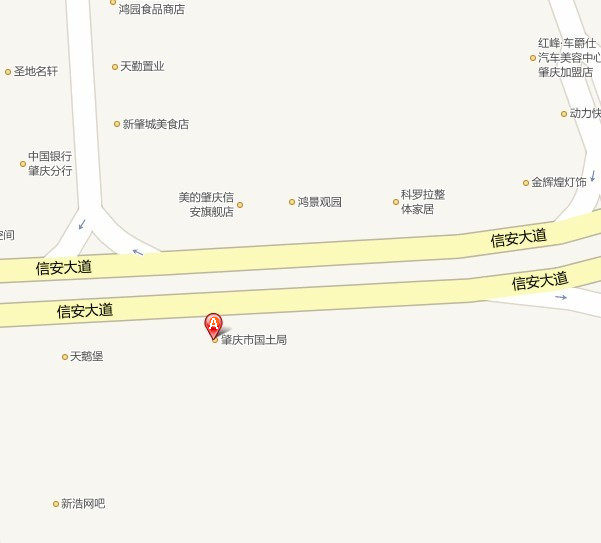 鸿园食品商店
红峰·车爵仕
汽车美容中心
肇庆加盟店
圣地名轩
天勤置业
动力快
新肇城美食店
中国银行
肇庆分行
金辉煌灯饰
美的肇庆信
安旗舰店
鸿景观园
科罗拉整
体家居
空间
信安大道
信安大道
信安大道
信安大道
A
肇庆市国土局
天鹅堡
新浩网吧